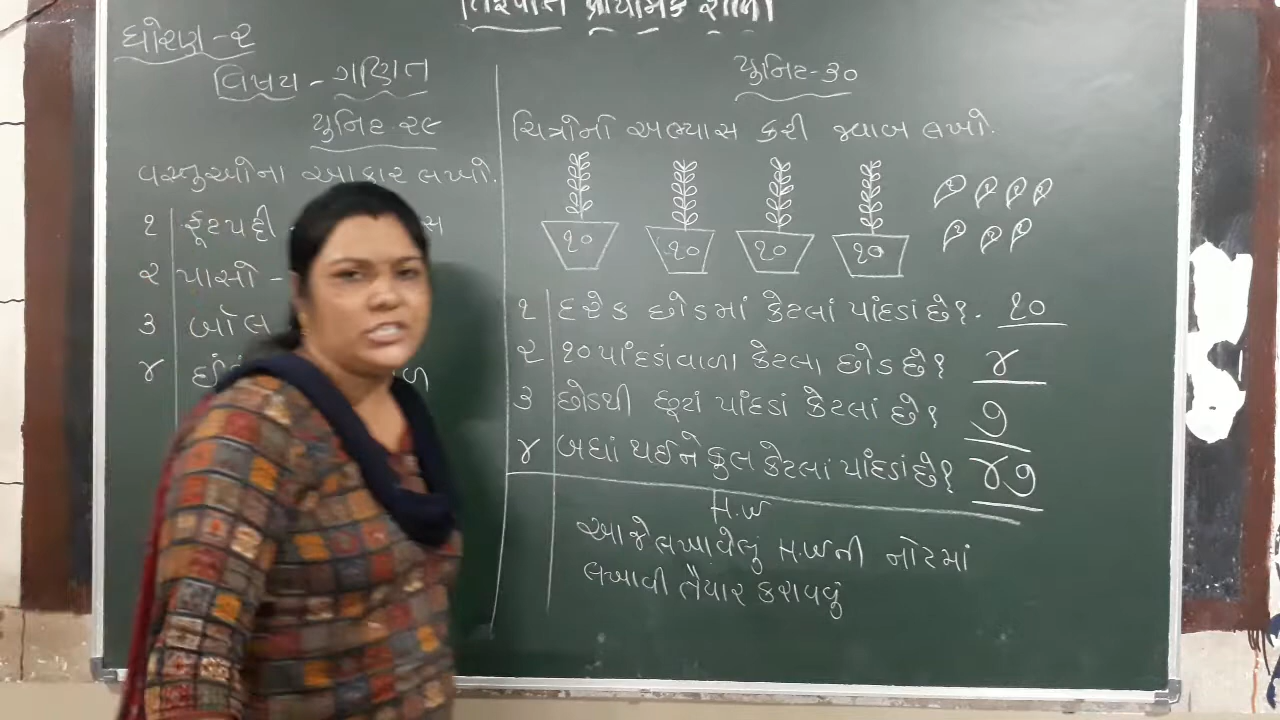 પ્રાથમિક શાળા
ધોરણ - ૨
વિષય - ગણિત
યુનિટ ૨૯
વસ્તુઓના આકાર લખો.
૧ ફૂટપટ્ટી -
૨ પાસો -
૩ બોલ
૪
યુનિટ - ૩૦
ચિત્રોનો અભ્યાસ કરી જવાબ લખો.
૧૦ ૧૦ ૧૦ ૧૦
૧ દરેક છોડમાં કેટલાં પાંદડાં છે?. ૧૦
૨ ૧૦ પાંદડાંવાળા કેટલા છોડ છે? ૪
૩ છોડથી છૂટાં પાંદડાં કેટલાં છે? ૭
૪ બધાં થઈને કુલ કેટલાં પાંદડાં છે? ૪૭
H.W
આજે લખાવેલું H.W ની નોટમાં
લખાવી તૈયાર કરાવવું